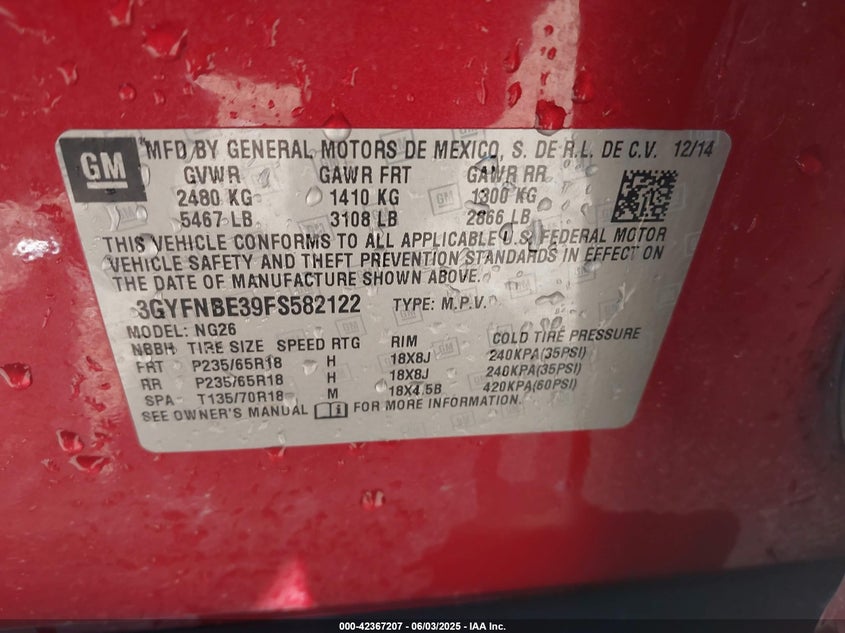 GM
MFD BY GENERAL MOTORS DE MEXICO, S. DE R.L. DE C.V. 12/14
GVWR GAWR FRT GAWR RR
2480 KG 1410 KG 1300 KG
5467 LB 3108 LB 2866 LB
THIS VEHICLE CONFORMS TO ALL APPLICABLE U.S. FEDERAL MOTOR
VEHICLE SAFETY AND THEFT PREVENTION STANDARDS IN EFFECT ON
THE DATE OF MANUFACTURE SHOWN ABOVE.
3GYFNBE39FS582122 TYPE: M.P.V.
MODEL: NG26
NBBH TIRE SIZE SPEED RTG RIM COLD TIRE PRESSURE
FRT P235/65R18 H 18X8J 240KPA(35PSI)
RR P235/65R18 H 18X8J 240KPA(35PSI)
SPA T135/70R18 M 18X4.5B 420KPA(60PSI)
SEE OWNER'S MANUAL FOR MORE INFORMATION.
000-42367207 - 06/03/2025 - IAA Inc.